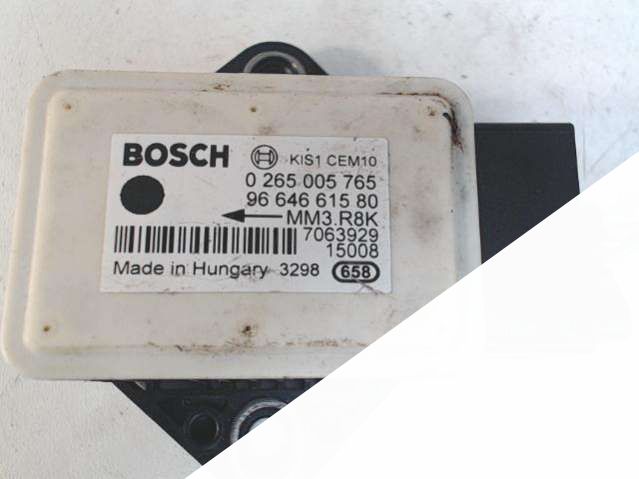 BOSCH KIS1 CEM10
0 265 005 765
96 646 615 80
MM3.R8K
7063929
15008
Made in Hungary 3298 658